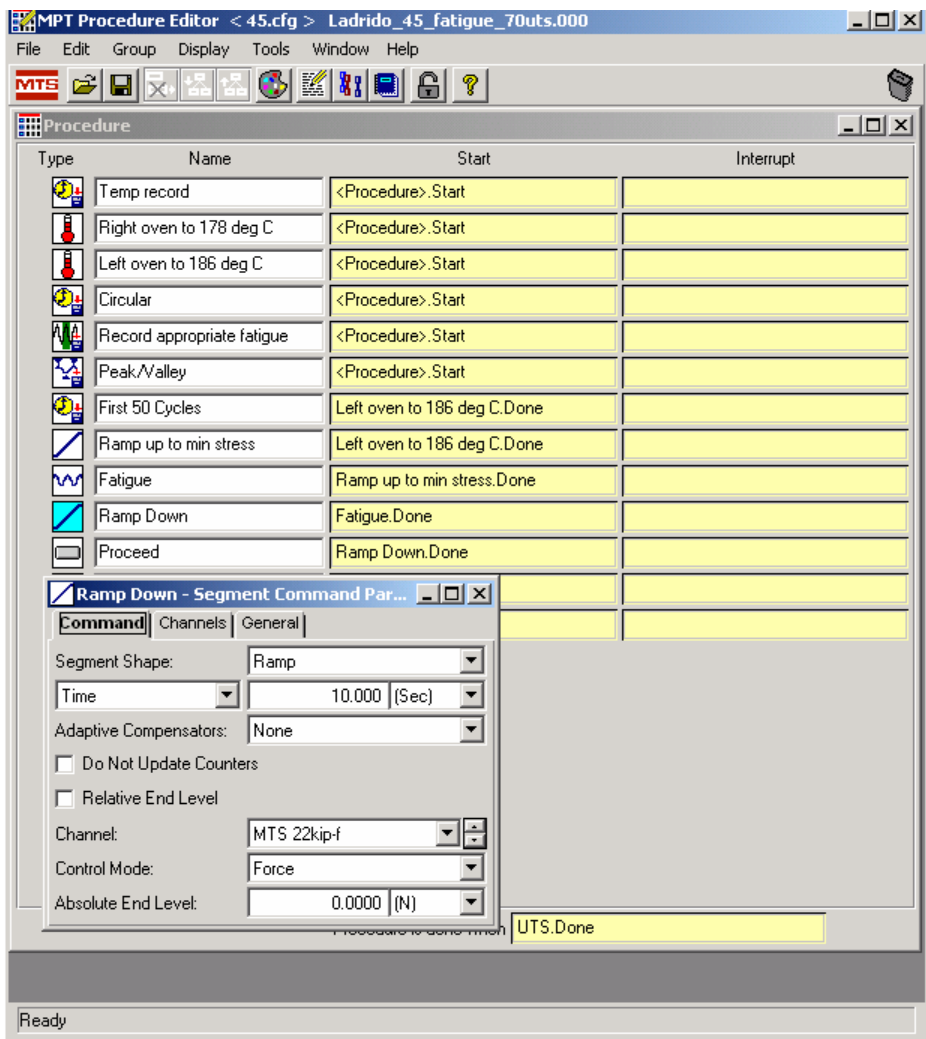 MPT Procedure Editor < 45.cfg > Ladrido_45_fatigue_70uts.000
File Edit Group Display Tools Window Help
MTS
Procedure
Type Name Start Interrupt
Temp record <Procedure>.Start
Right oven to 178 deg C <Procedure>.Start
Left oven to 186 deg C <Procedure>.Start
Circular <Procedure>.Start
Record appropriate fatigue <Procedure>.Start
Peak/Valley <Procedure>.Start
First 50 Cycles Left oven to 186 deg C.Done
Ramp up to min stress Left oven to 186 deg C.Done
Fatigue Ramp up to min stress.Done
Ramp Down Fatigue.Done
Proceed Ramp Down.Done
Ramp Down - Segment Command Par...
Command Channels General
Segment Shape: Ramp
Time 10.000 (Sec)
Adaptive Compensators: None
Do Not Update Counters
Relative End Level
Channel: MTS 22kip-f
Control Mode: Force
Absolute End Level: 0.0000 (N)
UTS.Done
Ready